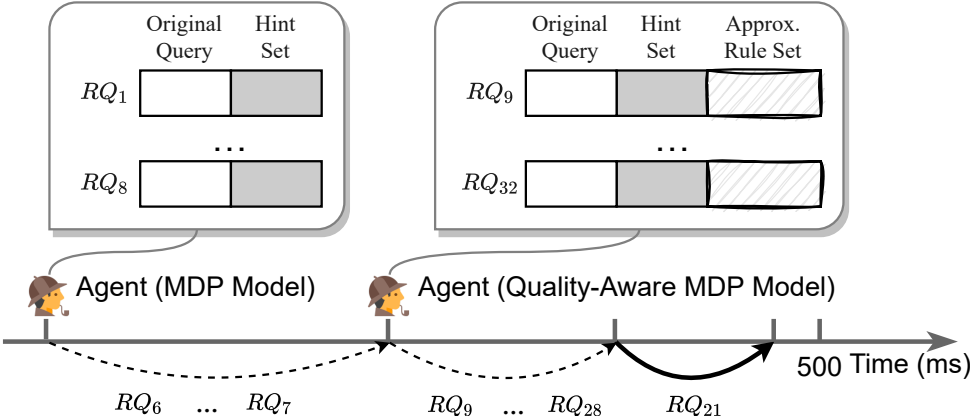 Original Query Hint Set
RQ1
...
RQ8
Original Query Hint Set Approx. Rule Set
RQ9
...
RQ32
Agent (MDP Model)
Agent (Quality-Aware MDP Model)
500 Time (ms)
RQ6 ... RQ7
RQ9 ... RQ28
RQ21